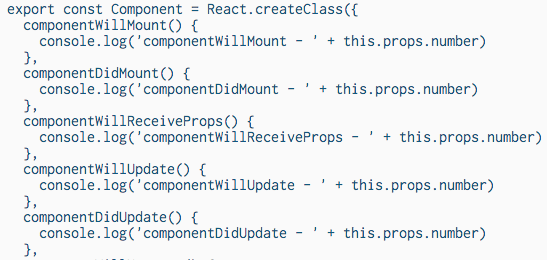 export const Component = React.createClass({
  componentWillMount() {
    console.log('componentWillMount - ' + this.props.number)
  },
  componentDidMount() {
    console.log('componentDidMount - ' + this.props.number)
  },
  componentWillReceiveProps() {
    console.log('componentWillReceiveProps - ' + this.props.number)
  },
  componentWillUpdate() {
    console.log('componentWillUpdate - ' + this.props.number)
  },
  componentDidUpdate() {
    console.log('componentDidUpdate - ' + this.props.number)
  },